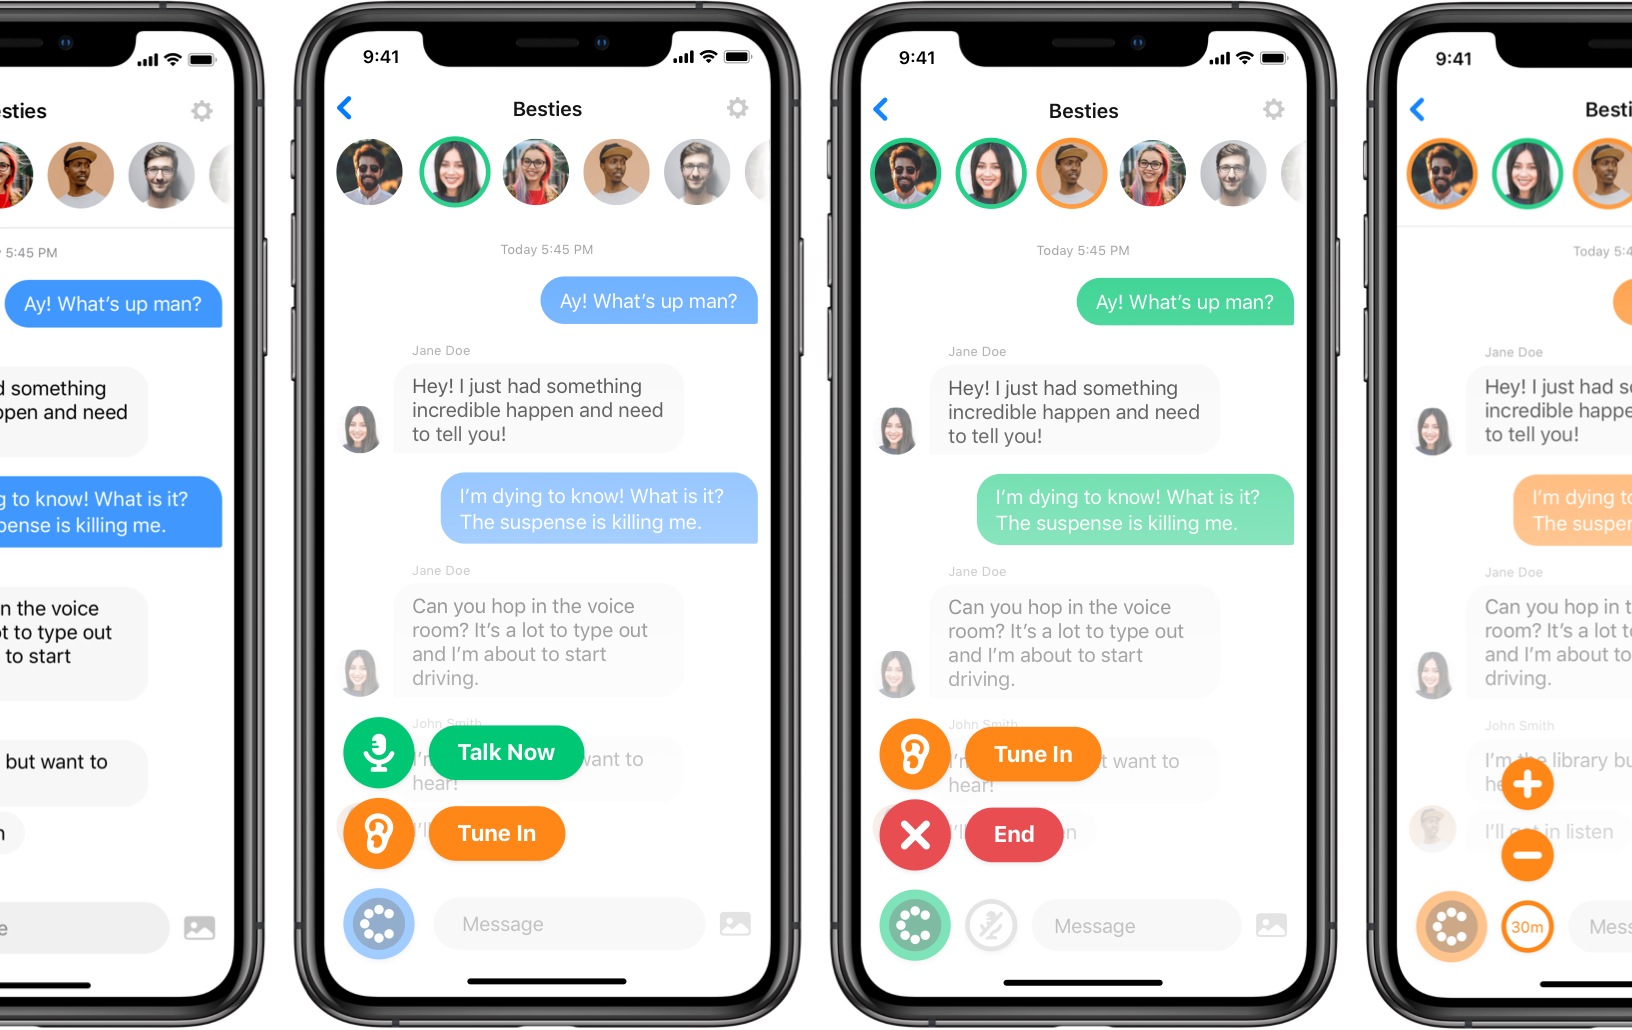 esties
5:45 PM
Ay! What's up man?
d something
ppen and need
g to know! What is it?
pense is killing me.
n the voice
ot to type out
to start
but want to
n
e
9:41
Besties
Today 5:45 PM
Ay! What's up man?
Jane Doe
Hey! I just had something
incredible happen and need
to tell you!
I'm dying to know! What is it?
The suspense is killing me.
Jane Doe
Can you hop in the voice
room? It's a lot to type out
and I'm about to start
driving.
John Smith
want to
hear!
Talk Now
Tune In
Message
9:41
Besties
Today 5:45 PM
Ay! What's up man?
Jane Doe
Hey! I just had something
incredible happen and need
to tell you!
I'm dying to know! What is it?
The suspense is killing me.
Jane Doe
Can you hop in the voice
room? It's a lot to type out
and I'm about to start
driving.
John Smith
t want to
hear!
Tune In
End
n
Message
9:41
Besti
Today 5:4
Jane Doe
Hey! I just had so
incredible happe
to tell you!
I'm dying to
The suspen
Jane Doe
Can you hop in t
room? It's a lot to
and I'm about to
driving.
John Smith
I'm the library bu
I'll get in listen
30m
Mess